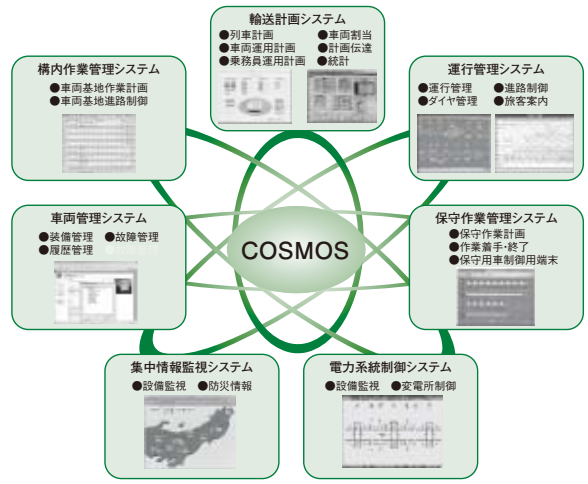 輸送計画システム
●列車計画 ●車両割当
●車両運用計画 ●計画伝達
●乗務員運用計画 ●統計
構内作業管理システム
●車両基地作業計画
●車両基地進路制御
運行管理システム
●運行管理 ●進路制御
●ダイヤ管理 ●旅客案内
車両管理システム
●装備管理 ●故障管理
●履歴管理
COSMOS
保守作業管理システム
●保守作業計画
●作業着手・終了
●保守用車制御用端末
集中情報監視システム
●設備監視 ●防災情報
電力系統制御システム
●設備監視 ●変電所制御